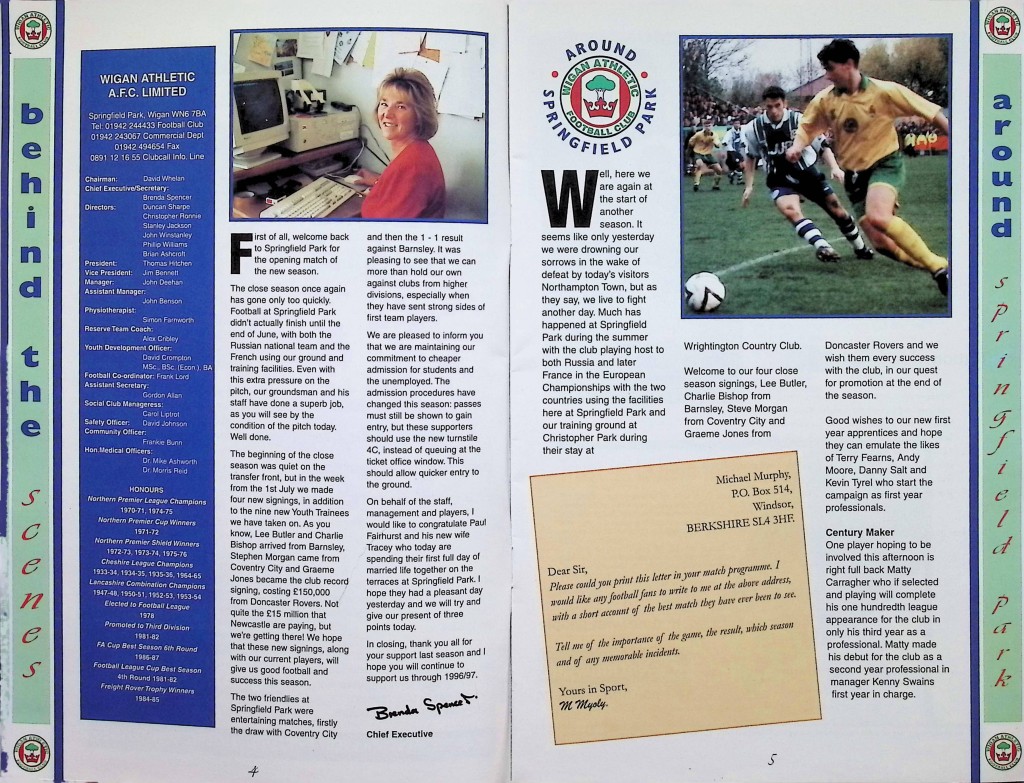 behind the scenes
WIGAN ATHLETIC
A.F.C. LIMITED
Springfield Park, Wigan WN6 7BA
Tel: 01942 244433 Football Club
01942 243067 Commercial Dept
01942 494654 Fax
0891 12 16 55 Clubcall Info. Line
Chairman: David Whelan
Chief Executive/Secretary:
Brenda Spencer
Directors: Duncan Sharpe
Christopher Ronnie
Stanley Jackson
John Winstanley
Phillip Williams
Brian Ashcroft
President: Thomas Hitchen
Vice President: Jim Bennett
Manager: John Deehan
Assistant Manager:
John Benson
Physiotherapist:
Simon Farnworth
Reserve Team Coach:
Alex Cribley
Youth Development Officer:
David Crompton
MSc., BSc. (Econ.), BA
Football Co-ordinator: Frank Lord
Assistant Secretary:
Gordon Allan
Social Club Manageress:
Carol Liptrot
Safety Officer: David Johnson
Community Officer:
Frankie Bunn
Hon.Medical Officers:
Dr. Mike Ashworth
Dr. Morris Reid
HONOURS
Northern Premier League Champions
1970-71, 1974-75
Northern Premier Cup Winners
1971-72
Northern Premier Shield Winners
1972-73, 1973-74, 1975-76
Cheshire League Champions
1933-34, 1934-35, 1935-36, 1964-65
Lancashire Combination Champions
1947-48, 1950-51, 1952-53, 1953-54
Elected to Football League
1978
Promoted to Third Division
1981-82
FA Cup Best Season 6th Round
1986-87
Football League Cup Best Season
4th Round 1981-82
Freight Rover Trophy Winners
1984-85
First of all, welcome back
to Springfield Park for
the opening match of
the new season.
The close season once again
has gone only too quickly.
Football at Springfield Park
didn't actually finish until the
end of June, with both the
Russian national team and the
French using our ground and
training facilities. Even with
this extra pressure on the
pitch, our groundsman and his
staff have done a superb job,
as you will see by the
condition of the pitch today.
Well done.
The beginning of the close
season was quiet on the
transfer front, but in the week
from the 1st July we made
four new signings, in addition
to the nine new Youth Trainees
we have taken on. As you
know, Lee Butler and Charlie
Bishop arrived from Barnsley,
Stephen Morgan came from
Coventry City and Graeme
Jones became the club record
signing, costing £150,000
from Doncaster Rovers. Not
quite the £15 million that
Newcastle are paying, but
we're getting there! We hope
that these new signings, along
with our current players, will
give us good football and
success this season.
The two friendlies at
Springfield Park were
entertaining matches, firstly
the draw with Coventry City
and then the 1 - 1 result
against Barnsley. It was
pleasing to see that we can
more than hold our own
against clubs from higher
divisions, especially when
they have sent strong sides of
first team players.
We are pleased to inform you
that we are maintaining our
commitment to cheaper
admission for students and
the unemployed. The
admission procedures have
changed this season: passes
must still be shown to gain
entry, but these supporters
should use the new turnstile
4C, instead of queuing at the
ticket office window. This
should allow quicker entry to
the ground.
On behalf of the staff,
management and players, I
would like to congratulate Paul
Fairhurst and his new wife
Tracey who today are
spending their first full day of
married life together on the
terraces at Springfield Park. I
hope they had a pleasant day
yesterday and we will try and
give our present of three
points today.
In closing, thank you all for
your support last season and I
hope you will continue to
support us through 1996/97.
Brenda Spencer.
Chief Executive
4
AROUND
SPRINGFIELD PARK
WIGAN ATHLETIC
FOOTBALL CLUB
Well, here we
are again at
the start of
another
season. It
seems like only yesterday
we were drowning our
sorrows in the wake of
defeat by today's visitors
Northampton Town, but as
they say, we live to fight
another day. Much has
happened at Springfield
Park during the summer
with the club playing host to
both Russia and later
France in the European
Championships with the two
countries using the facilities
here at Springfield Park and
our training ground at
Christopher Park during
their stay at
Wrightington Country Club.
Welcome to our four close
season signings, Lee Butler,
Charlie Bishop from
Barnsley, Steve Morgan
from Coventry City and
Graeme Jones from
Doncaster Rovers and we
wish them every success
with the club, in our quest
for promotion at the end of
the season.
Good wishes to our new first
year apprentices and hope
they can emulate the likes
of Terry Fearns, Andy
Moore, Danny Salt and
Kevin Tyrel who start the
campaign as first year
professionals.
Century Maker
One player hoping to be
involved this afternoon is
right full back Matty
Carragher who if selected
and playing will complete
his one hundredth league
appearance for the club in
only his third year as a
professional. Matty made
his debut for the club as a
second year professional in
manager Kenny Swains
first year in charge.
Michael Murphy,
P.O. Box 514,
Windsor,
BERKSHIRE SL4 3HF.
Dear Sir,
Please could you print this letter in your match programme. I
would like any football fans to write to me at the above address,
with a short account of the best match they have ever been to see.
Tell me of the importance of the game, the result, which season
and of any memorable incidents.
Yours in Sport,
5
around springfield park